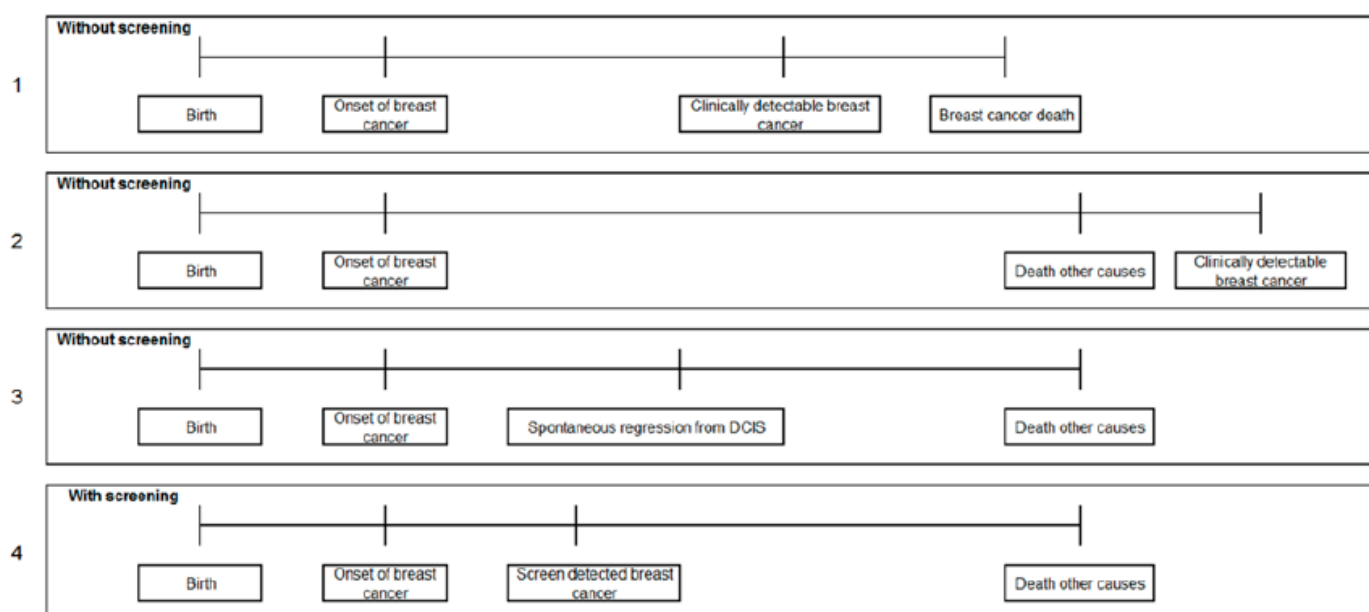 Without screening
1
Birth
Onset of breast
cancer
Clinically detectable breast
cancer
Breast cancer death
Without screening
2
Birth
Onset of breast
cancer
Death other causes
Clinically detectable
breast cancer
Without screening
3
Birth
Onset of breast
cancer
Spontaneous regression from DCIS
Death other causes
With screening
4
Birth
Onset of breast
cancer
Screen detected breast
cancer
Death other causes